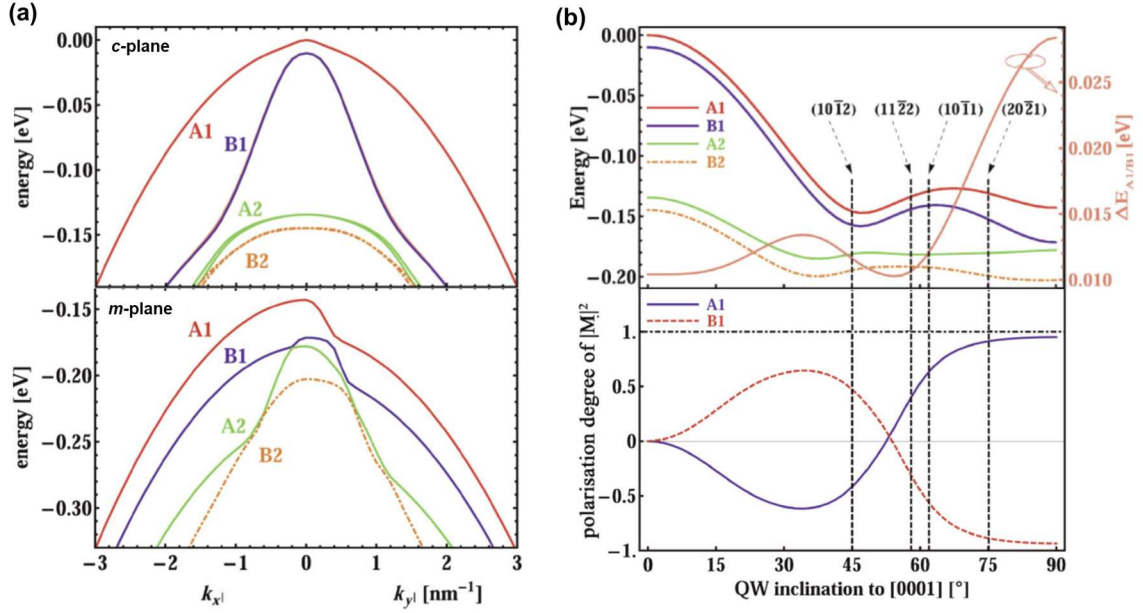 (a)
c-plane
0.00
−0.05
−0.10
−0.15
energy [eV]
A1
B1
A2
B2
m-plane
−0.15
−0.20
−0.25
−0.30
energy [eV]
A1
B1
A2
B2
−3 −2 −1 0 1 2 3
kx| ky| [nm⁻¹]
(b)
0.00
−0.05
−0.10
−0.15
−0.20
Energy [eV]
A1
B1
A2
B2
(101̄2) (112̄2) (101̄1) (202̄1)
0.025
0.020
0.015
0.010
ΔE A1/B1 [eV]
A1
B1
1.
0.5
0
−0.5
−1.
polarisation degree of |M|²
0 15 30 45 60 75 90
QW inclination to [0001] [°]